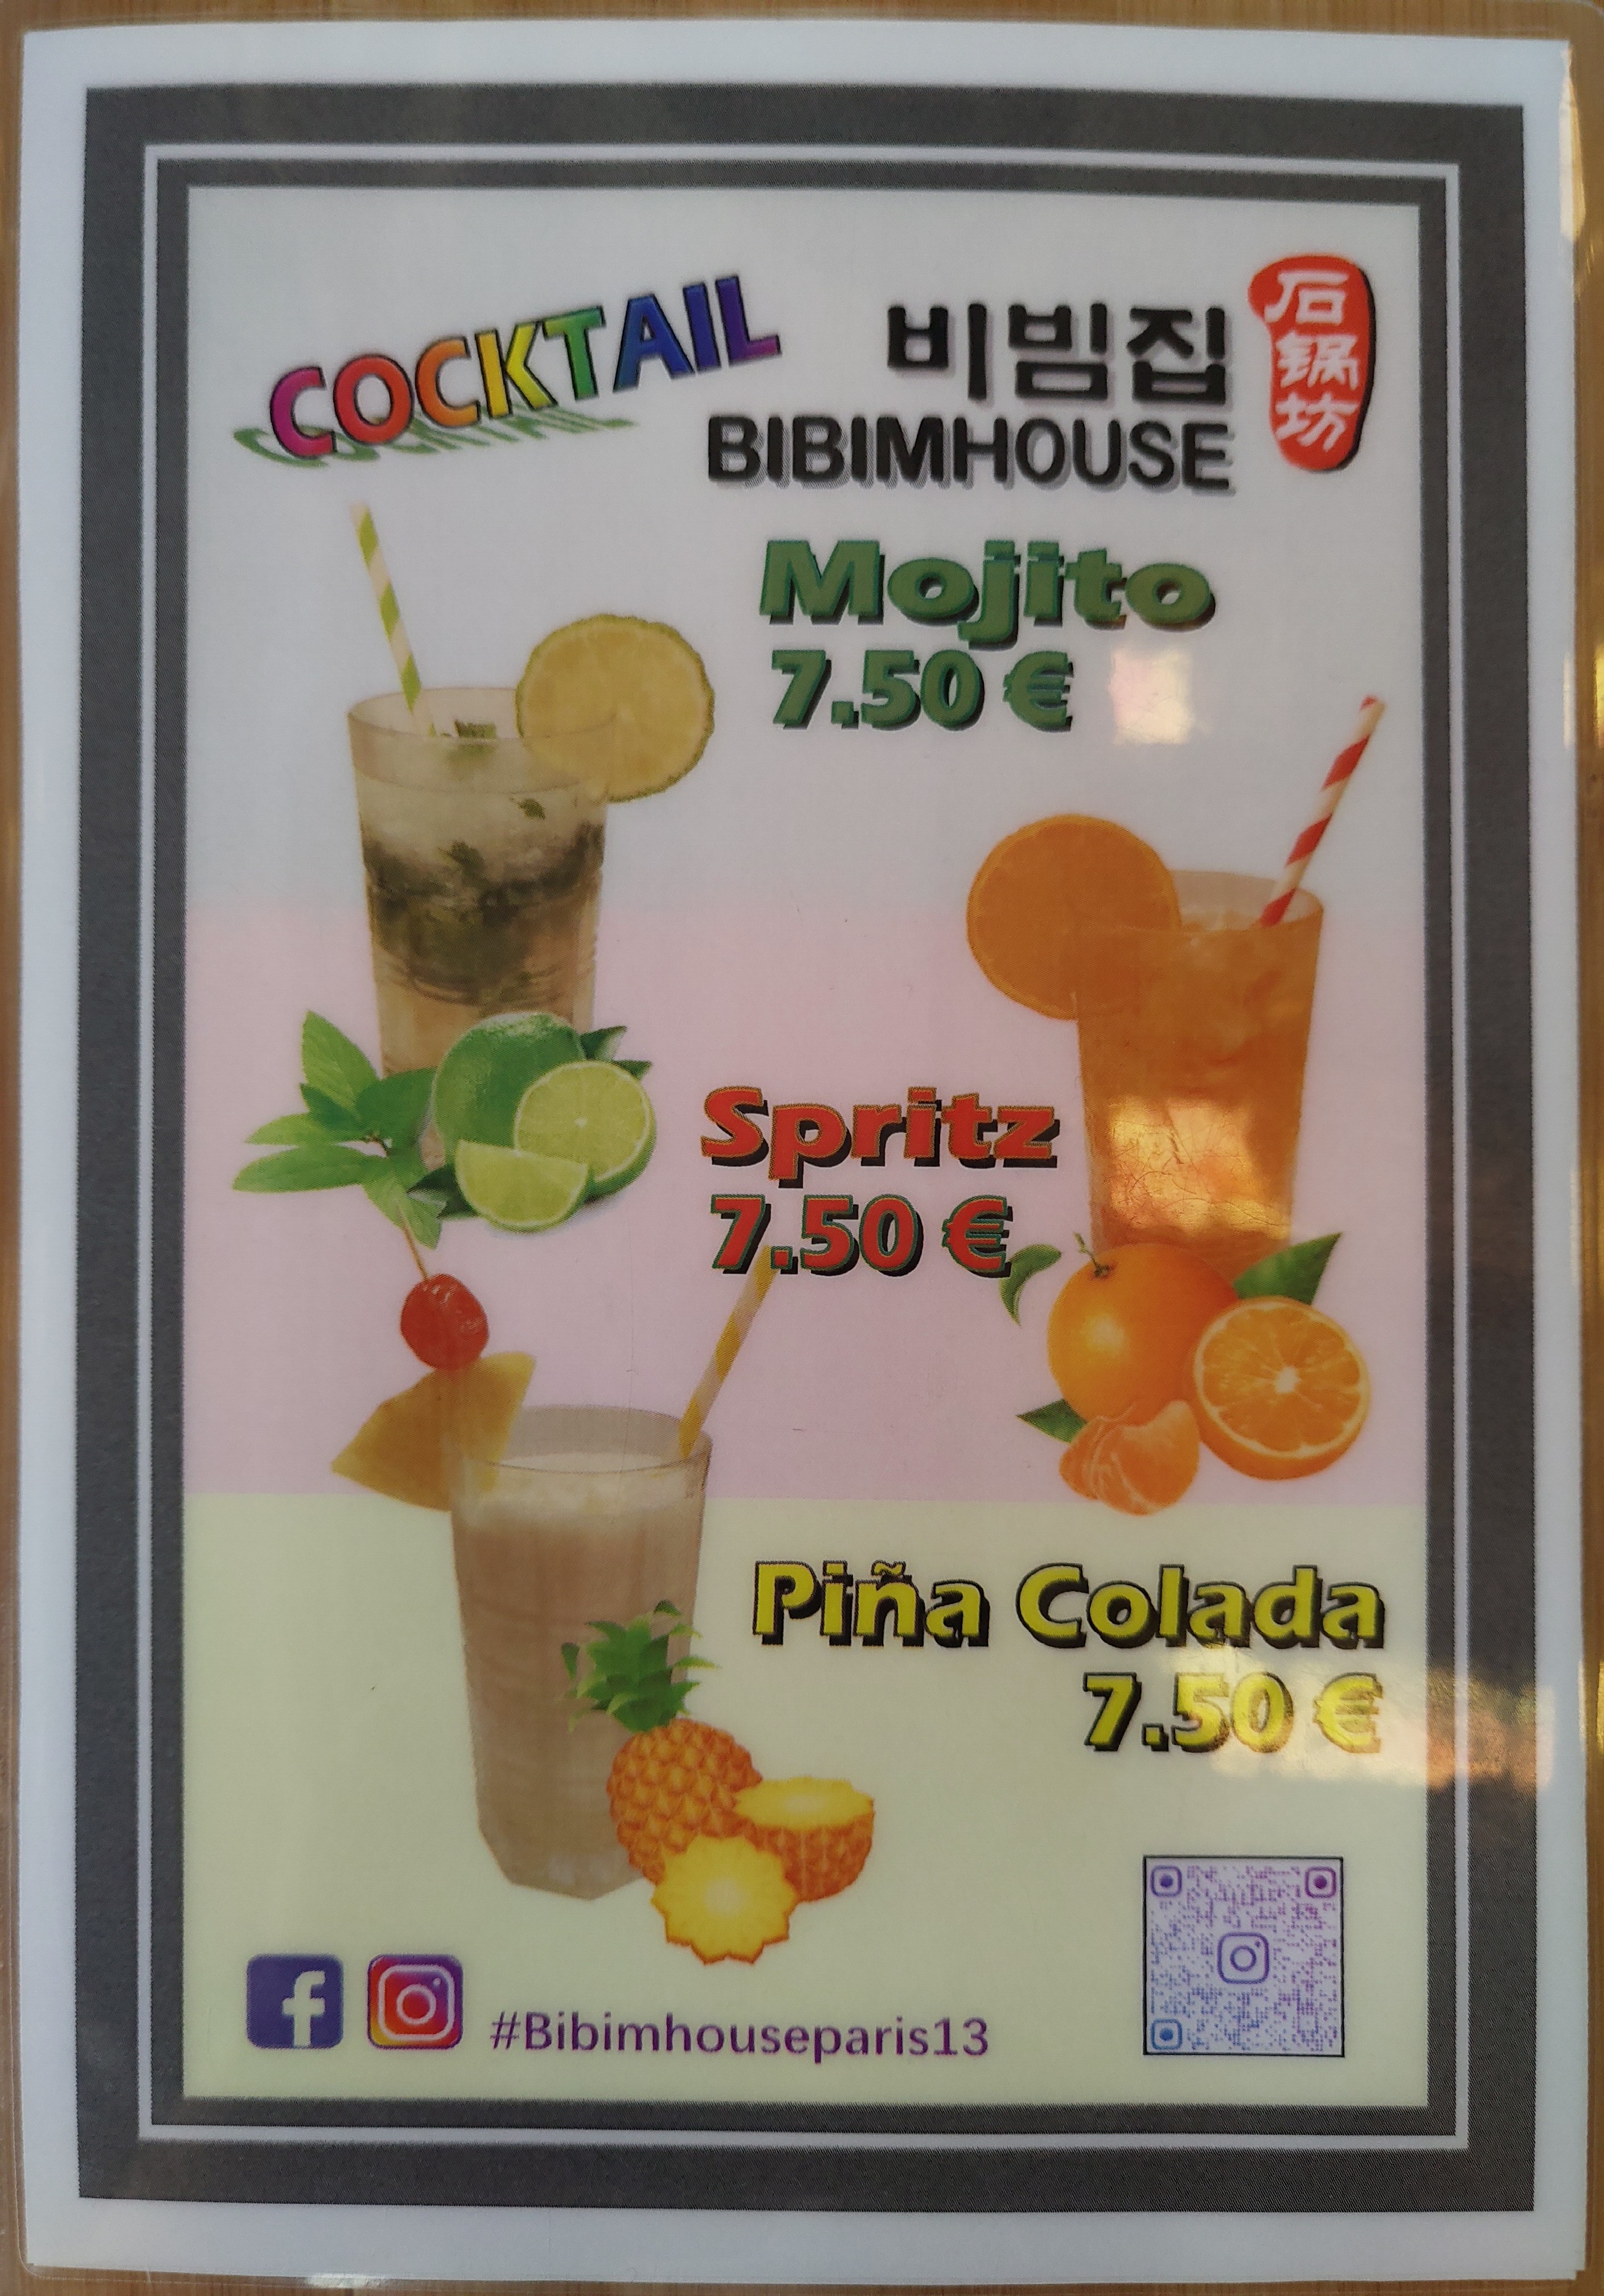 COCKTAIL
비빔집
BIBIMHOUSE
石
锅
坊
Mojito
7.50 €
Spritz
7.50 €
Piña Colada
7.50 €
#Bibimhouseparis13